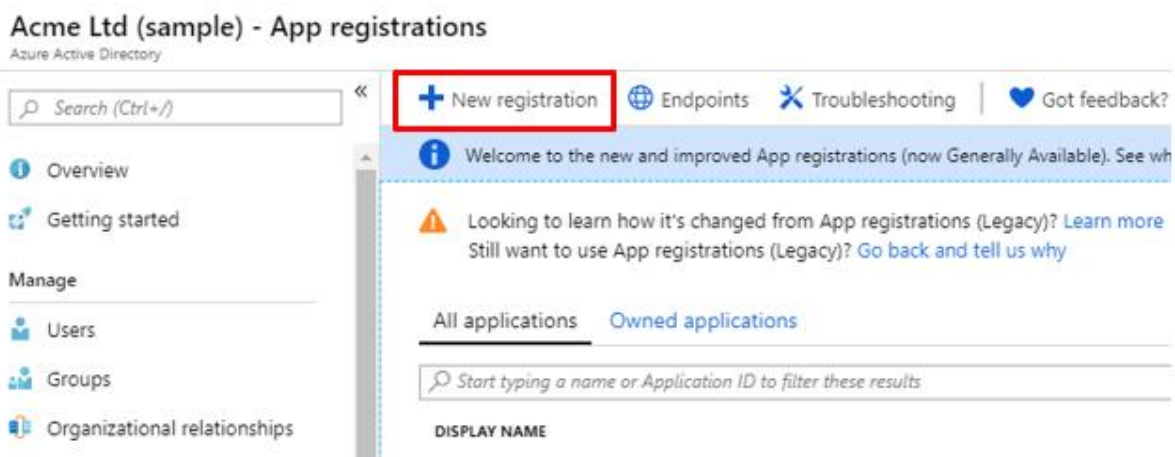 Acme Ltd (sample) - App registrations
Azure Active Directory
Search (Ctrl+/)
Overview
Getting started
Manage
Users
Groups
Organizational relationships
New registration Endpoints Troubleshooting Got feedback?
Welcome to the new and improved App registrations (now Generally Available). See wh
Looking to learn how it's changed from App registrations (Legacy)? Learn more
Still want to use App registrations (Legacy)? Go back and tell us why
All applications Owned applications
Start typing a name or Application ID to filter these results
DISPLAY NAME